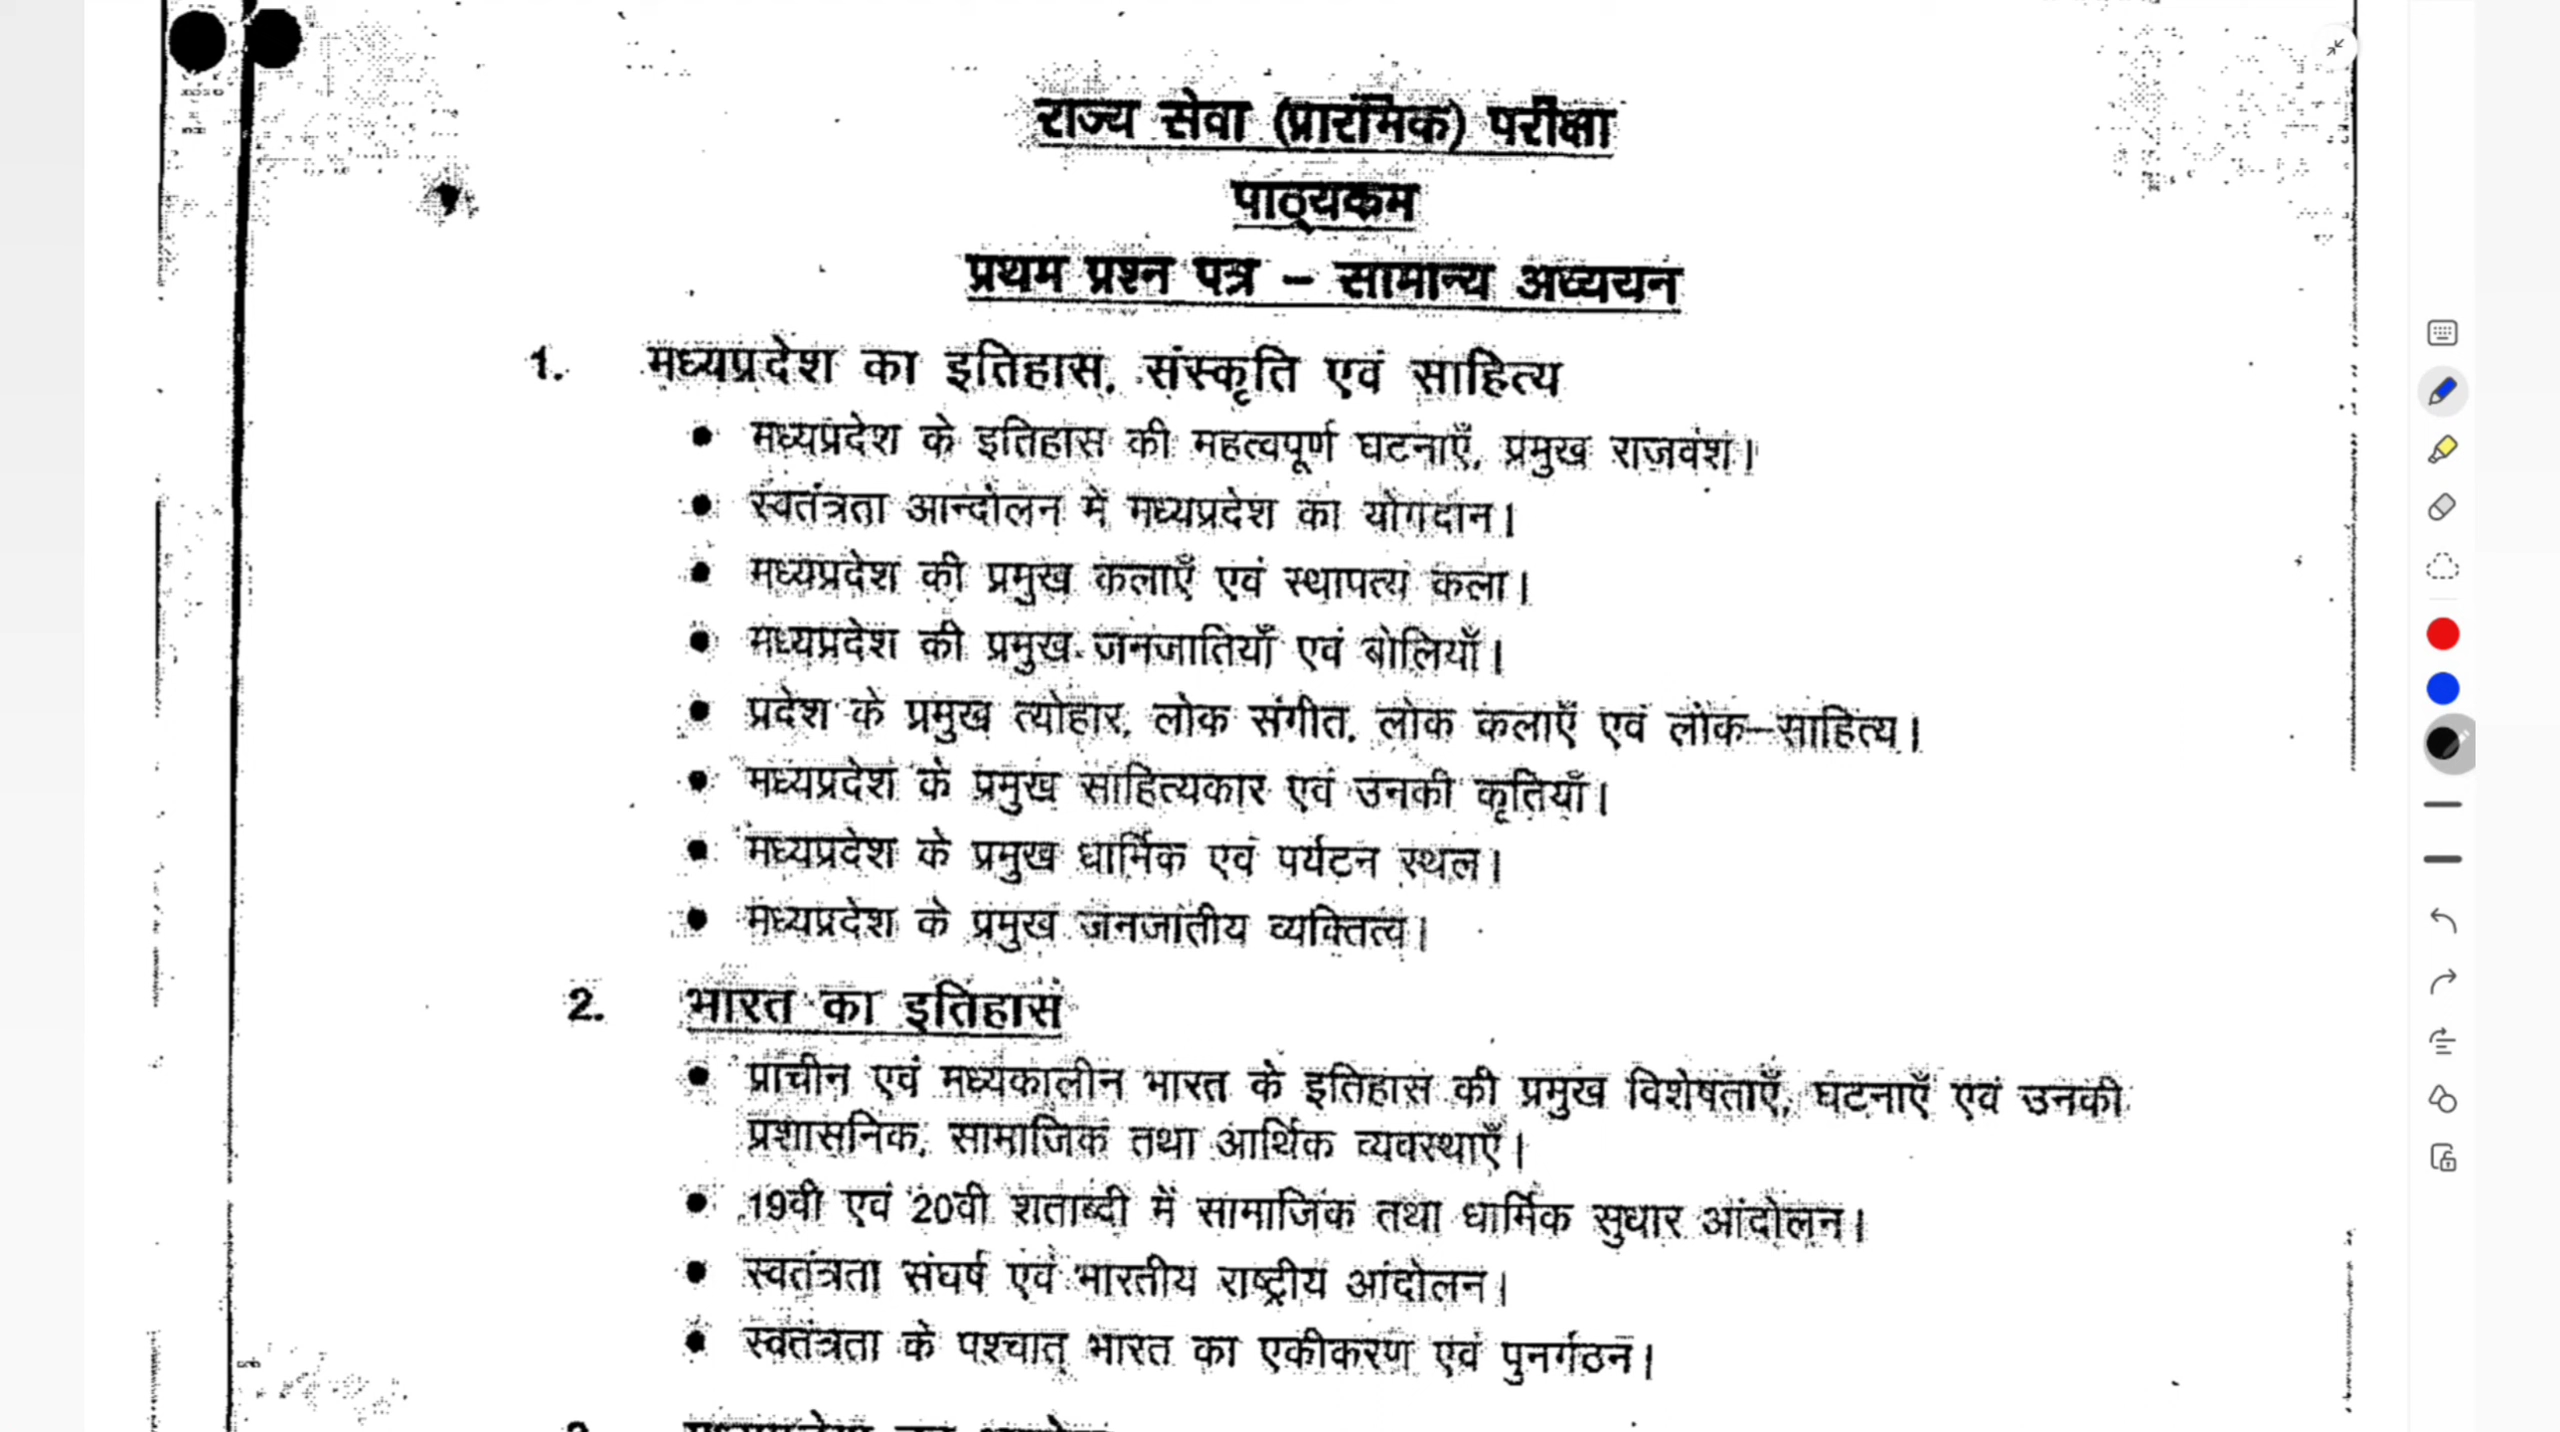 राज्य सेवा (प्रारंभिक) परीक्षा
पाठ्यक्रम
प्रथम प्रश्न पत्र – सामान्य अध्ययन
1. मध्यप्रदेश का इतिहास, संस्कृति एवं साहित्य
• मध्यप्रदेश के इतिहास की महत्वपूर्ण घटनाएँ, प्रमुख राजवंश।
• स्वतंत्रता आन्दोलन में मध्यप्रदेश का योगदान।
• मध्यप्रदेश की प्रमुख कलाएँ एवं स्थापत्य कला।
• मध्यप्रदेश की प्रमुख जनजातियाँ एवं बोलियाँ।
• प्रदेश के प्रमुख त्योहार, लोक संगीत, लोक कलाएँ एवं लोक–साहित्य।
• मध्यप्रदेश के प्रमुख साहित्यकार एवं उनकी कृतियाँ।
• मध्यप्रदेश के प्रमुख धार्मिक एवं पर्यटन स्थल।
• मध्यप्रदेश के प्रमुख जनजातीय व्यक्तित्व।
2. भारत का इतिहास
• प्राचीन एवं मध्यकालीन भारत के इतिहास की प्रमुख विशेषताएँ, घटनाएँ एवं उनकी
प्रशासनिक, सामाजिक तथा आर्थिक व्यवस्थाएँ।
• 19वी एवं 20वी शताब्दी में सामाजिक तथा धार्मिक सुधार आंदोलन।
• स्वतंत्रता संघर्ष एवं भारतीय राष्ट्रीय आंदोलन।
• स्वतंत्रता के पश्चात् भारत का एकीकरण एवं पुनर्गठन।